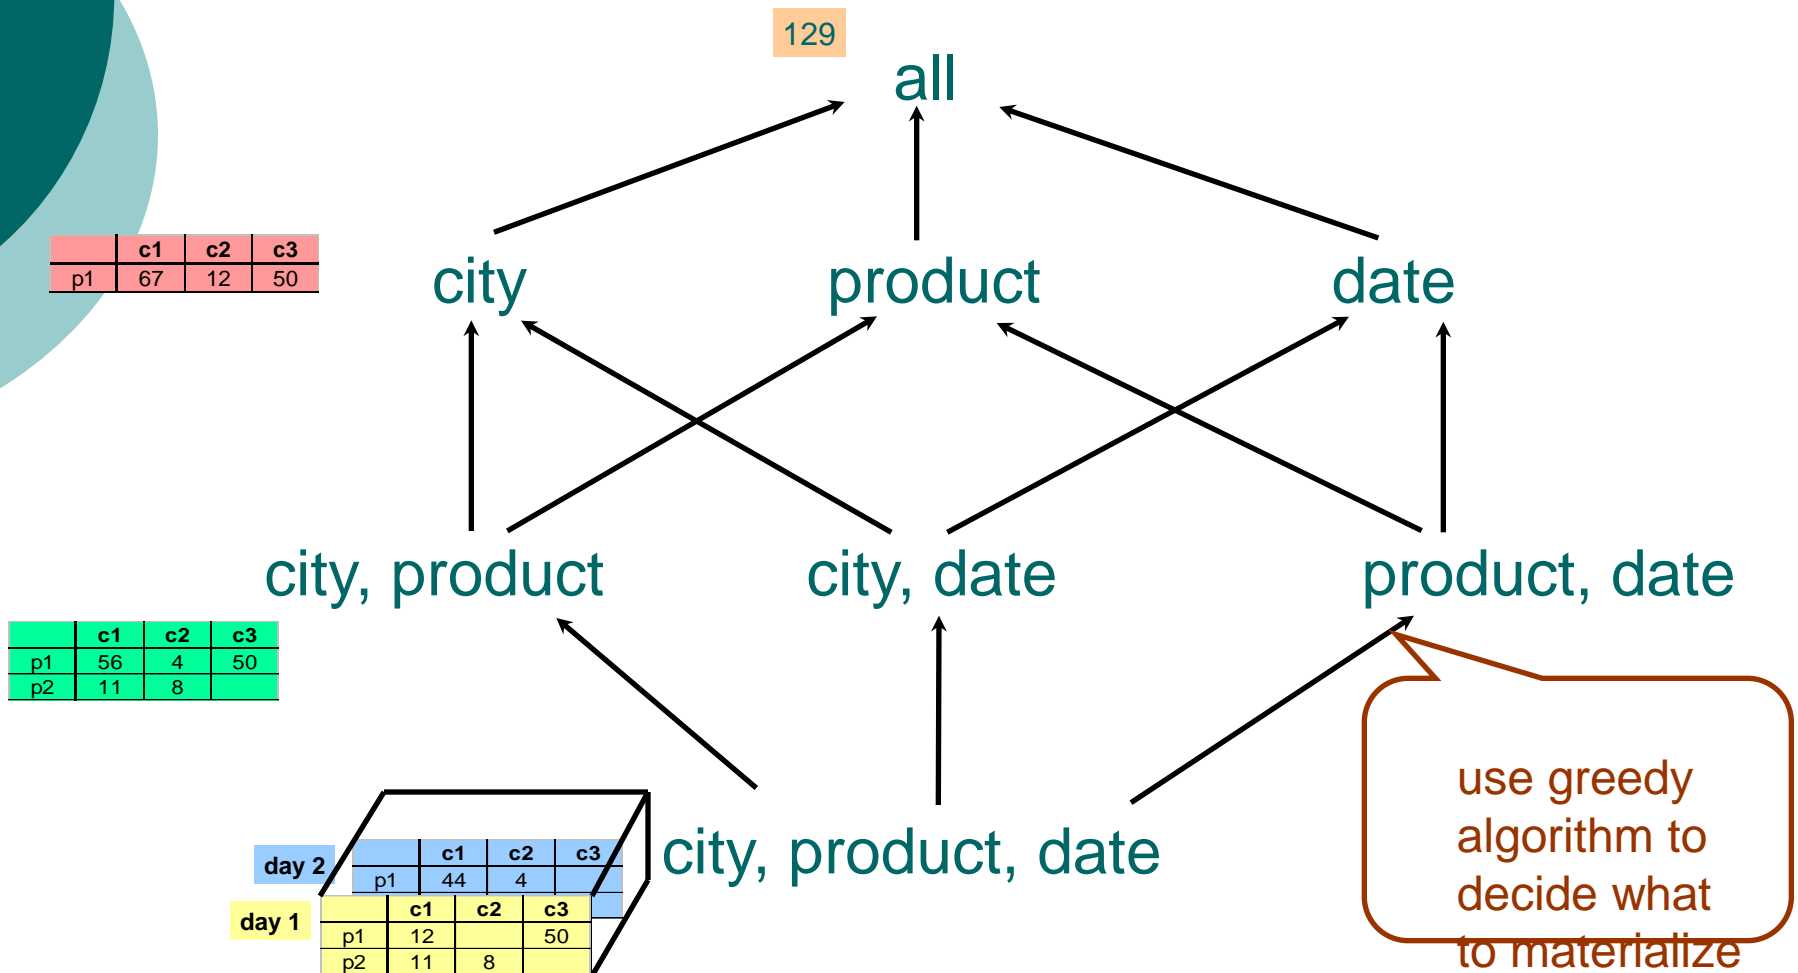 129
all
c1 c2 c3
p1 67 12 50
city product date
city, product city, date product, date
c1 c2 c3
p1 56 4 50
p2 11 8
use greedy
algorithm to
decide what
to materialize
city, product, date
day 2
c1 c2 c3
p1 44 4
day 1
c1 c2 c3
p1 12 50
p2 11 8